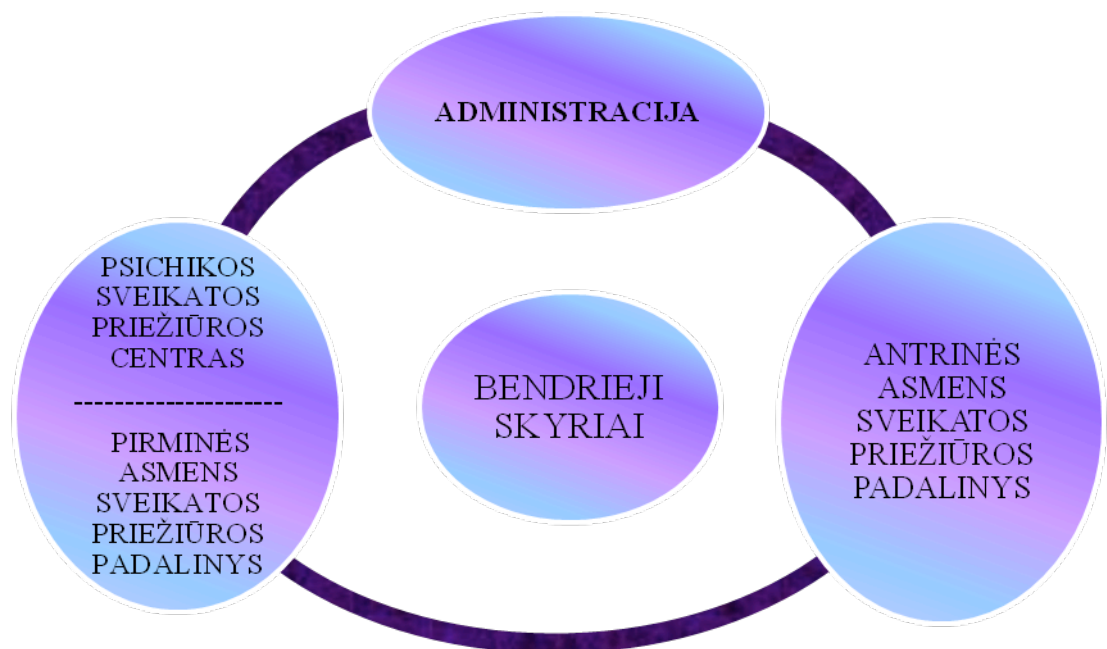 ADMINISTRACIJA
PSICHIKOS
SVEIKATOS
PRIEŽIŪROS
CENTRAS
---------------------
PIRMINĖS
ASMENS
SVEIKATOS
PRIEŽIŪROS
PADALINYS
BENDRIEJI
SKYRIAI
ANTRINĖS
ASMENS
SVEIKATOS
PRIEŽIŪROS
PADALINYS